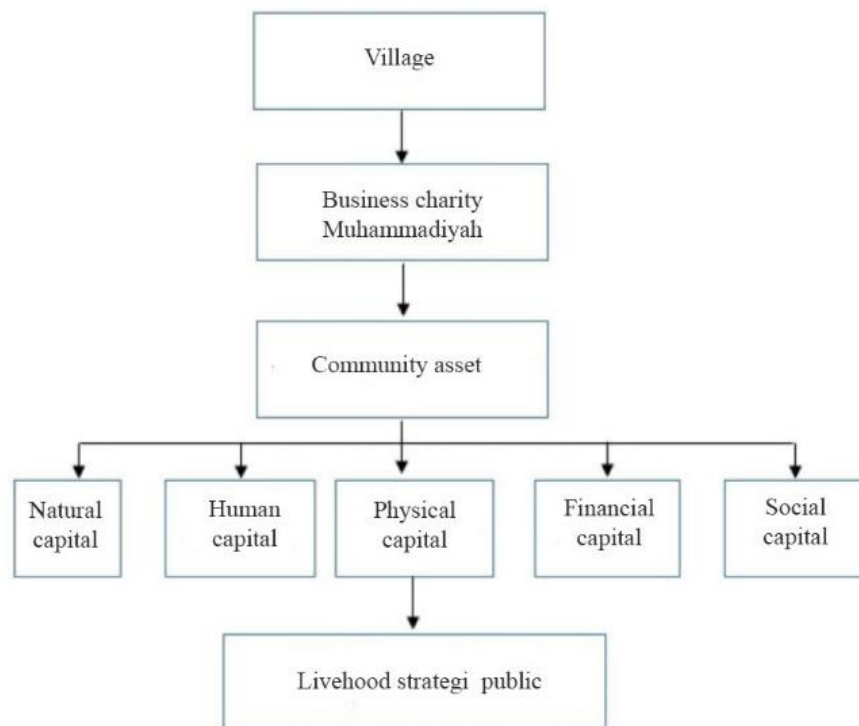 Village
Business charity
Muhammadiyah
Community asset
Natural
capital
Human
capital
Physical
capital
Financial
capital
Social
capital
Livehood strategi public